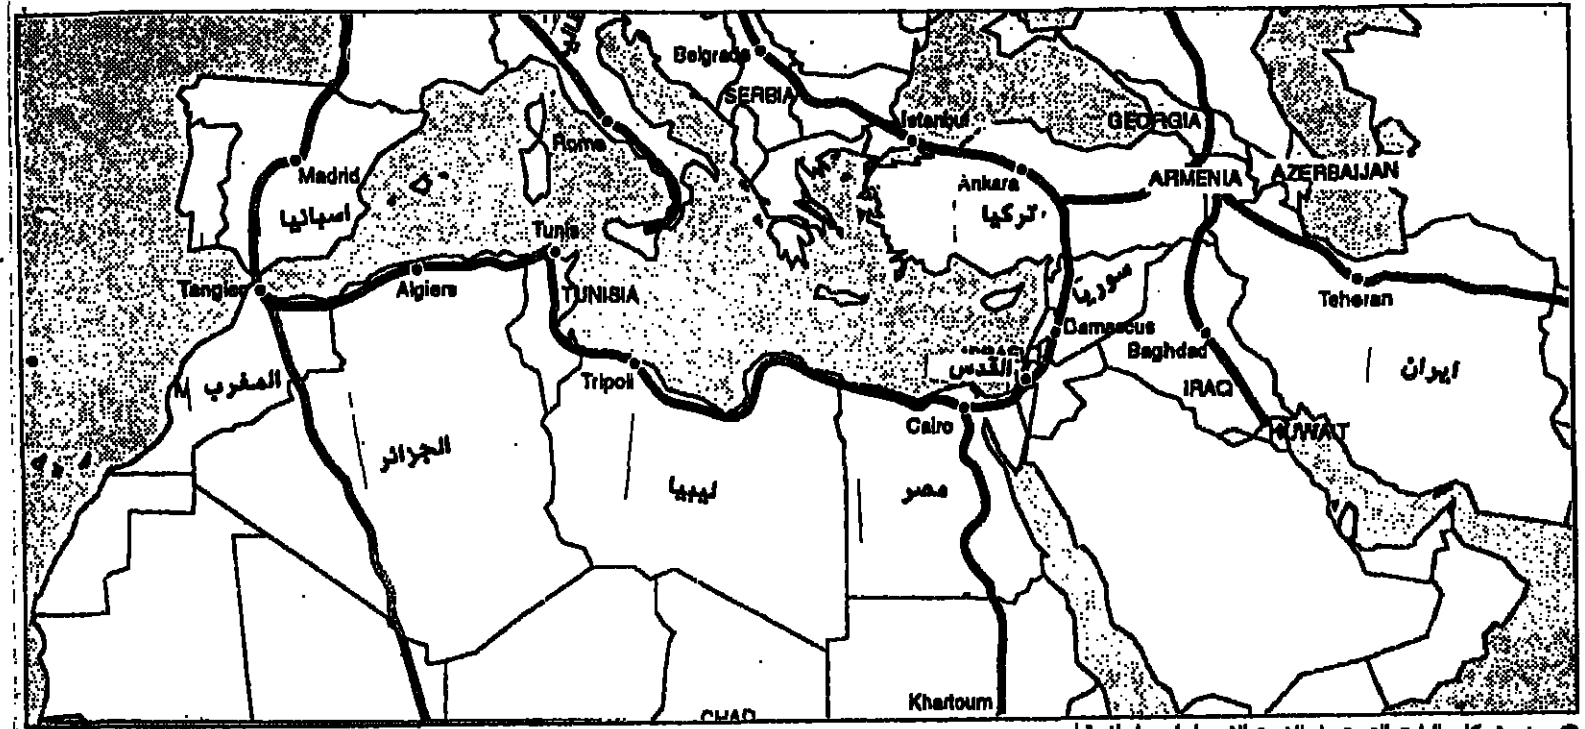 Belgrade
SERBIA
Istanbul
GEORGIA
Rome
Madrid
Ankara
ARMENIA
AZERBAIJAN
اسبانيا
تركيا
Tunis
سوريا
Tangier
Algiers
TUNISIA
Teheran
Damascus
Baghdad
القدس
ايران
المغرب
Tripoli
IRAQ
Cairo
KUWAIT
الجزائر
ليبيا
مصر
Khartoum
CHAD